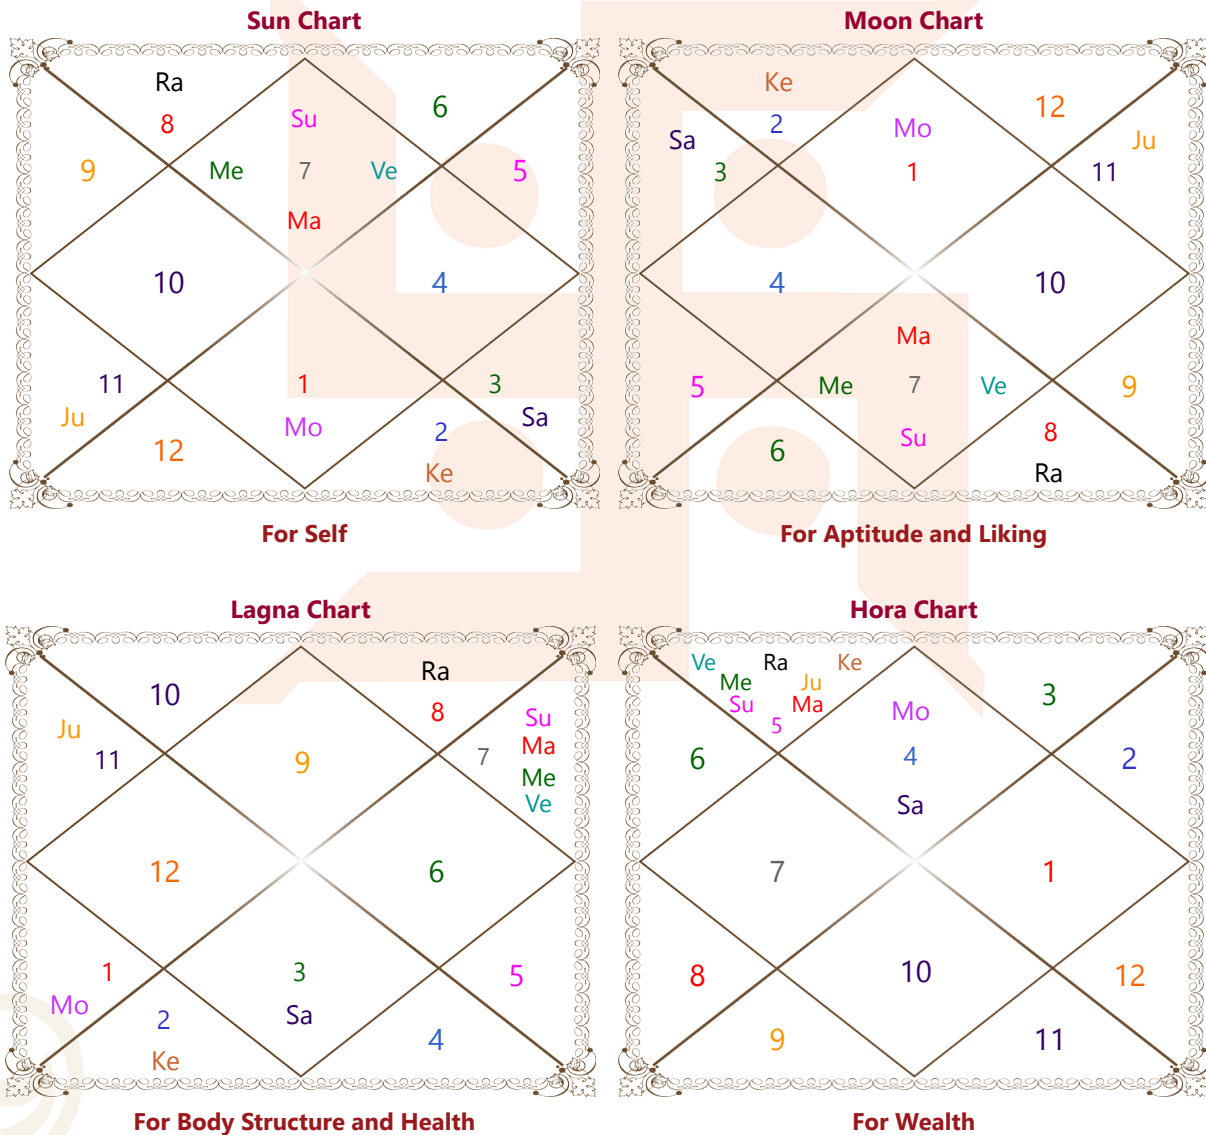 Sun Chart
Moon Chart
Ra
6
8
Su
9
Me
7
Ve
5
Ma
10
4
11
1
3
Ju
Mo
Sa
12
2
Ke
For Self
Ke
12
2
Mo
Sa
Ju
3
1
11
4
10
Ma
5
Me
7
Ve
9
6
Su
8
Ra
For Aptitude and Liking
Lagna Chart
Hora Chart
Ra
10
8
Su
Ju
Ma
11
9
7
Me
Ve
12
6
1
3
5
Mo
Sa
2
4
Ke
For Body Structure and Health
Ve Ra Ke
Me Ju
Su Ma
5
Mo
3
6
4
2
Sa
7
1
8
10
12
9
11
For Wealth